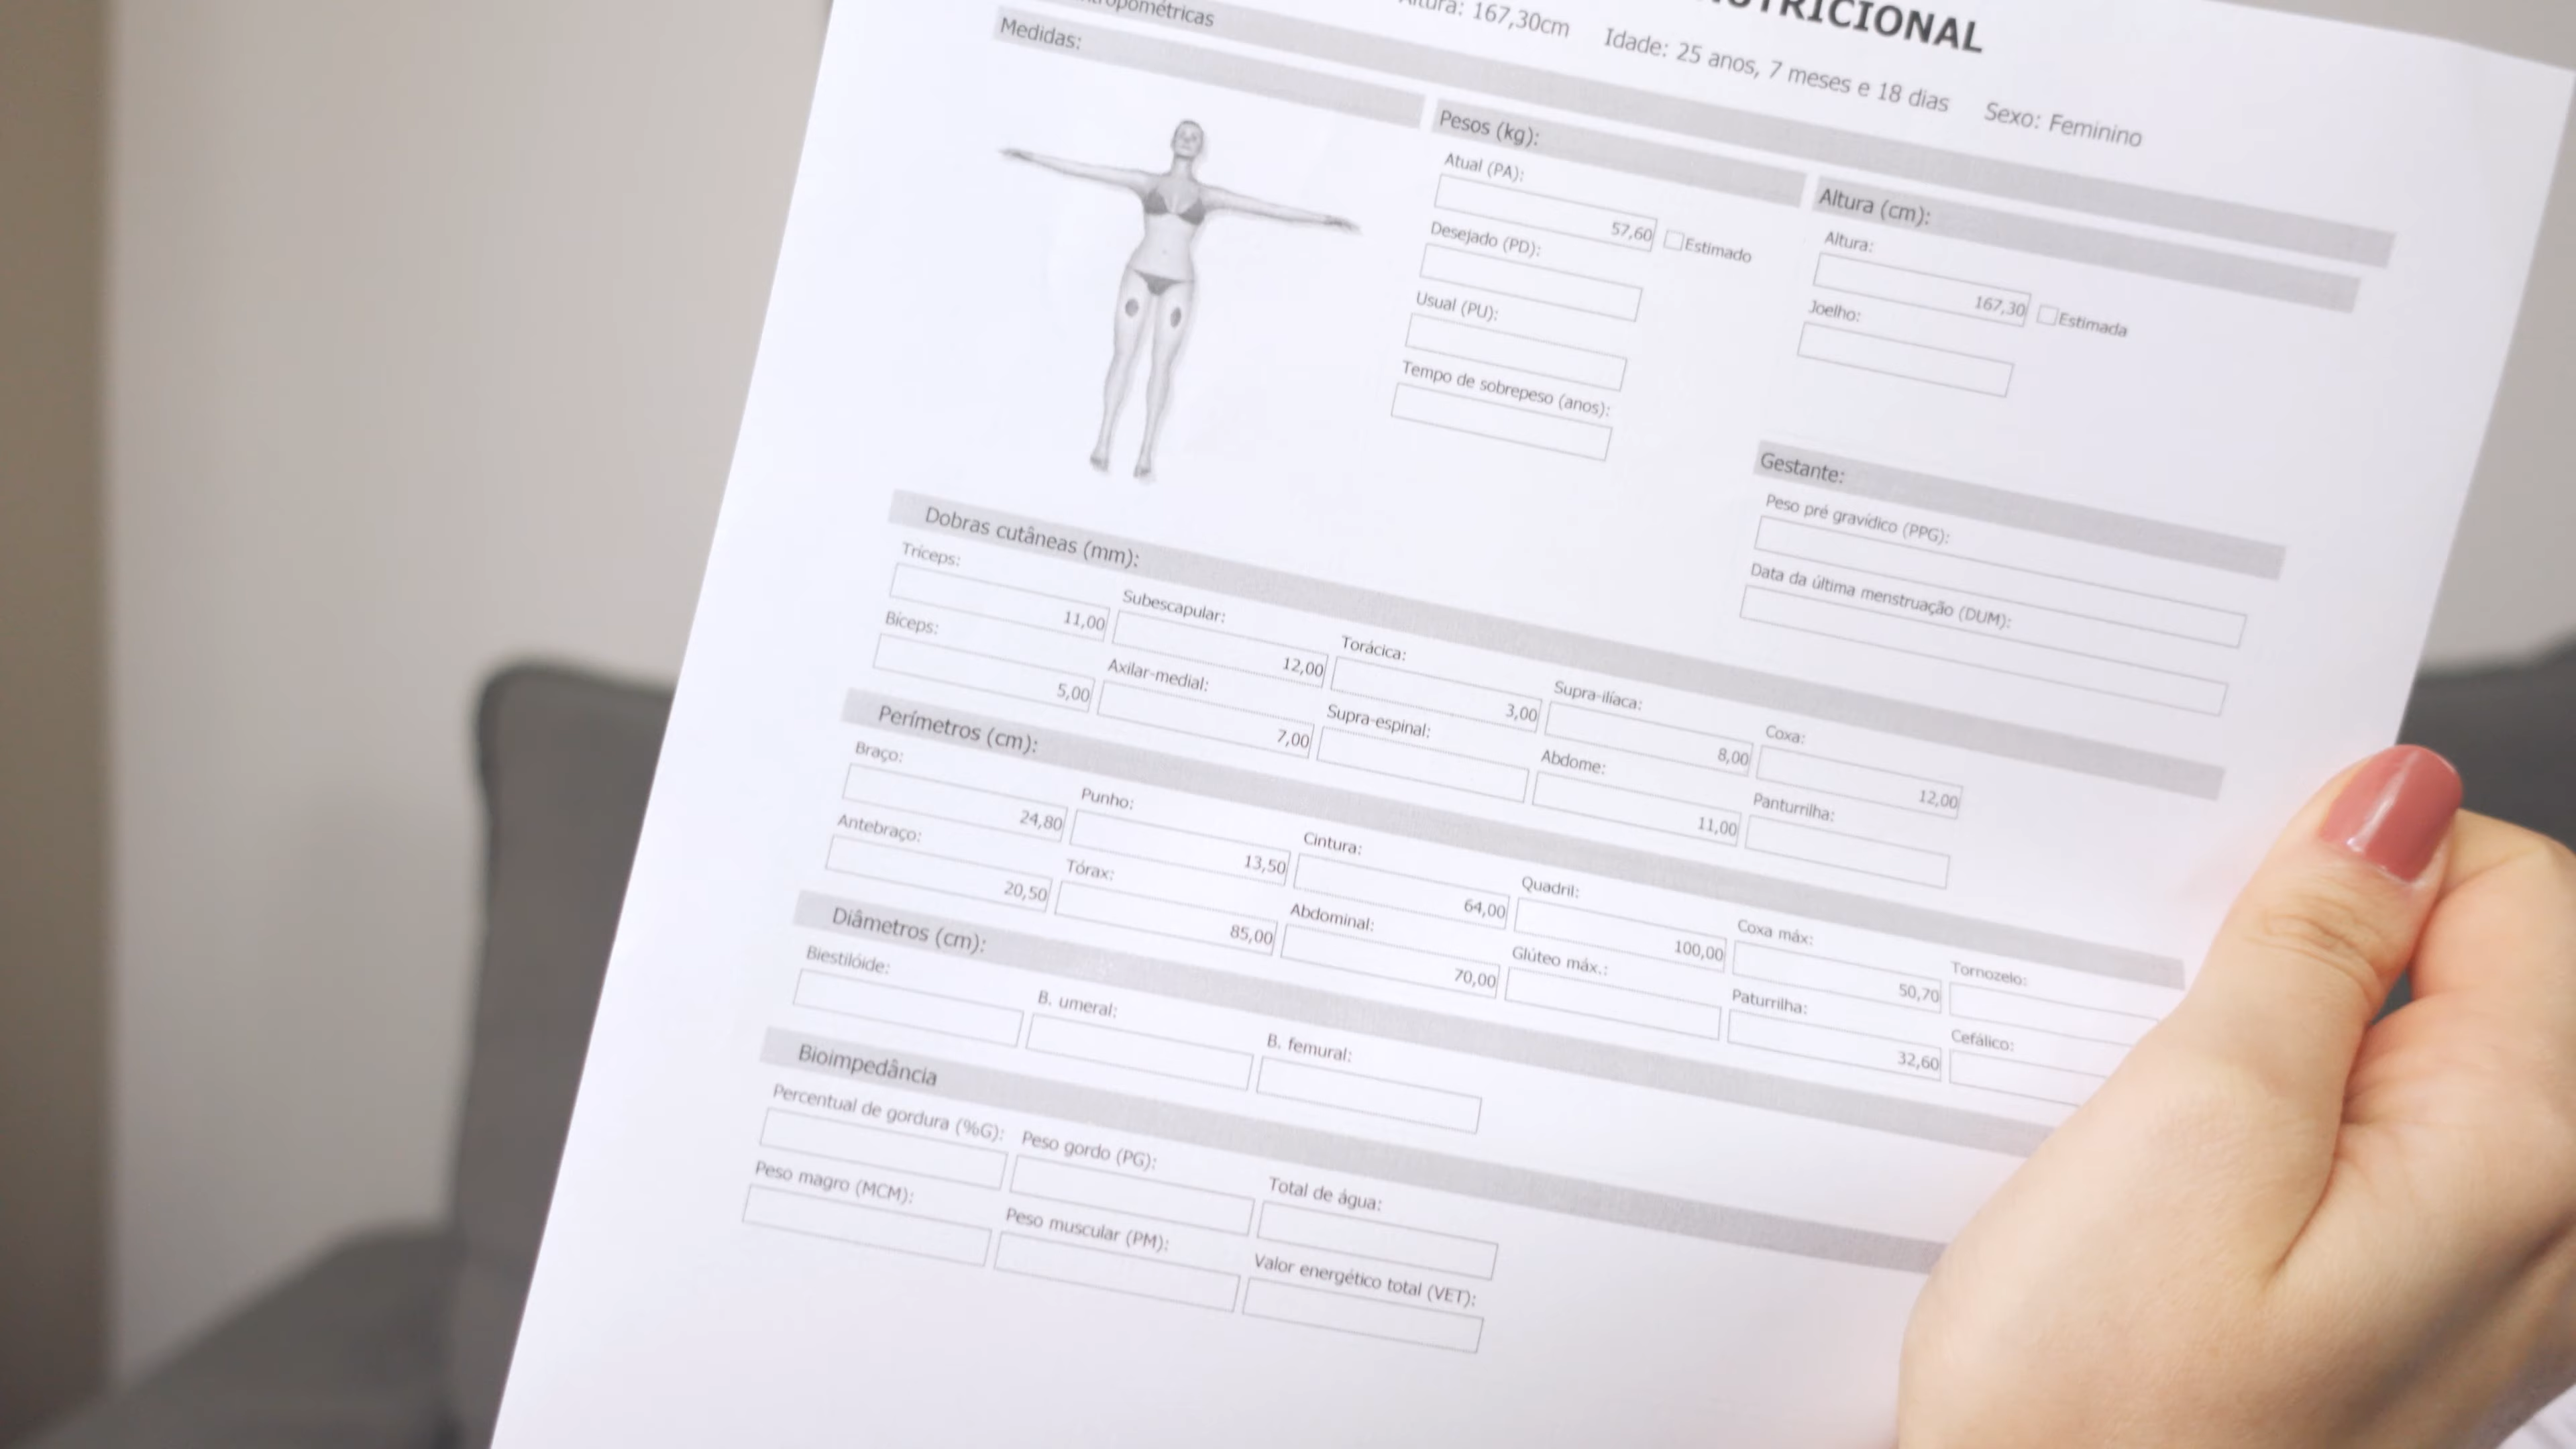 NUTRICIONAL
Altura: 167,30cm Idade: 25 anos, 7 meses e 18 dias Sexo: Feminino
Medidas:
Pesos (kg):
Atual (PA):
57,60 Estimado
Desejado (PD):
Usual (PU):
Tempo de sobrepeso (anos):
Altura (cm):
Altura:
167,30 Estimada
Joelho:
Gestante:
Peso pré gravídico (PPG):
Data da última menstruação (DUM):
Dobras cutâneas (mm):
Tríceps: Subescapular: Torácica: Supra-ilíaca: Coxa:
11,00 12,00 3,00 8,00 12,00
Bíceps: Axilar-medial: Supra-espinal: Abdome: Panturrilha:
5,00 7,00 11,00
Perímetros (cm):
Braço: Punho: Cintura: Quadril: Coxa máx: Tornozelo:
24,80 13,50 64,00 100,00 50,70
Antebraço: Tórax: Abdominal: Glúteo máx.: Paturrilha: Cefálico:
20,50 85,00 70,00 32,60
Diâmetros (cm):
Biestilóide: B. umeral: B. femural:
Bioimpedância
Percentual de gordura (%G): Peso gordo (PG): Total de água:
Peso magro (MCM): Peso muscular (PM): Valor energético total (VET):